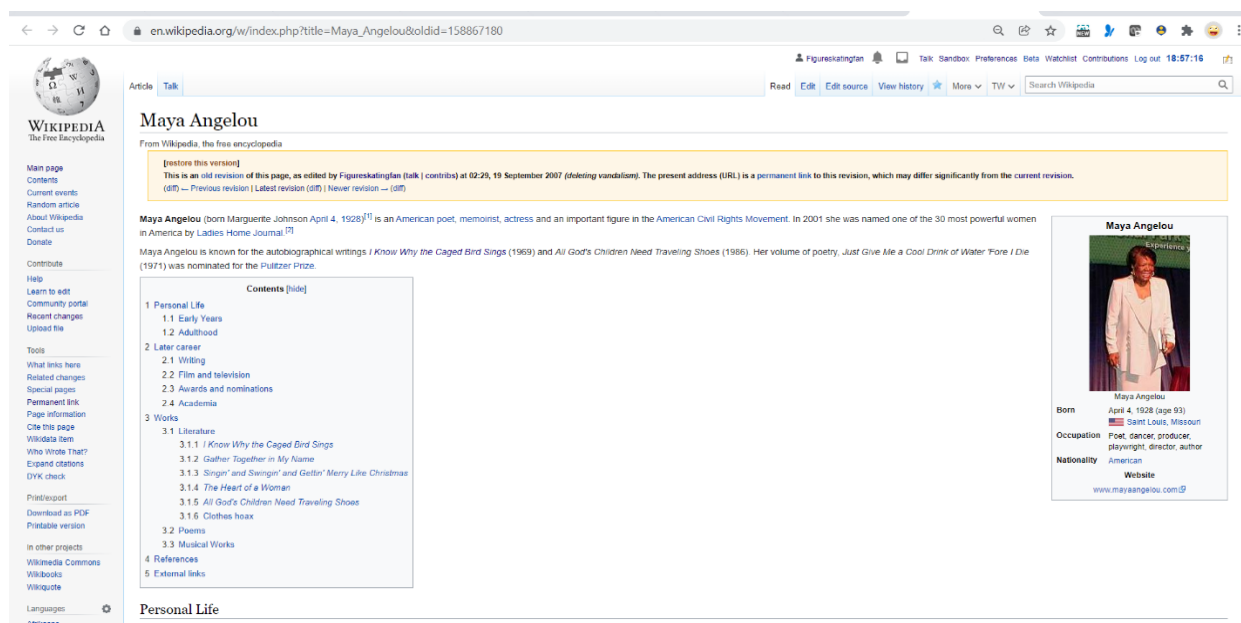 en.wikipedia.org/w/index.php?title=Maya_Angelou&oldid=158867180
Figureskatingfan Talk Sandbox Preferences Beta Watchlist Contributions Log out 18:57:16
Article Talk
Read Edit Edit source View history More TW Search Wikipedia
WIKIPEDIA
The Free Encyclopedia
Main page
Contents
Current events
Random article
About Wikipedia
Contact us
Donate
Contribute
Help
Learn to edit
Community portal
Recent changes
Upload file
Tools
What links here
Related changes
Special pages
Permanent link
Page information
Cite this page
Wikidata item
Who Wrote That?
Expand citations
DYK check
Print/export
Download as PDF
Printable version
In other projects
Wikimedia Commons
Wikibooks
Wikiquote
Languages
Maya Angelou
From Wikipedia, the free encyclopedia
[restore this version]
This is an old revision of this page, as edited by Figureskatingfan (talk | contribs) at 02:29, 19 September 2007 (deleting vandalism). The present address (URL) is a permanent link to this revision, which may differ significantly from the current revision.
(diff) ← Previous revision | Latest revision (diff) | Newer revision → (diff)
Maya Angelou (born Marguerite Johnson April 4, 1928)[1] is an American poet, memoirist, actress and an important figure in the American Civil Rights Movement. In 2001 she was named one of the 30 most powerful women
in America by Ladies Home Journal.[2]
Maya Angelou is known for the autobiographical writings I Know Why the Caged Bird Sings (1969) and All God's Children Need Traveling Shoes (1986). Her volume of poetry, Just Give Me a Cool Drink of Water 'Fore I Die
(1971) was nominated for the Pulitzer Prize.
Contents [hide]
1 Personal Life
1.1 Early Years
1.2 Adulthood
2 Later career
2.1 Writing
2.2 Film and television
2.3 Awards and nominations
2.4 Academia
3 Works
3.1 Literature
3.1.1 I Know Why the Caged Bird Sings
3.1.2 Gather Together in My Name
3.1.3 Singin' and Swingin' and Gettin' Merry Like Christmas
3.1.4 The Heart of a Woman
3.1.5 All God's Children Need Traveling Shoes
3.1.6 Clothes hoax
3.2 Poems
3.3 Musical Works
4 References
5 External links
Personal Life
Maya Angelou
Experience
Maya Angelou
Born April 4, 1928 (age 93)
Saint Louis, Missouri
Occupation Poet, dancer, producer,
playwright, director, author
Nationality American
Website
www.mayaangelou.com